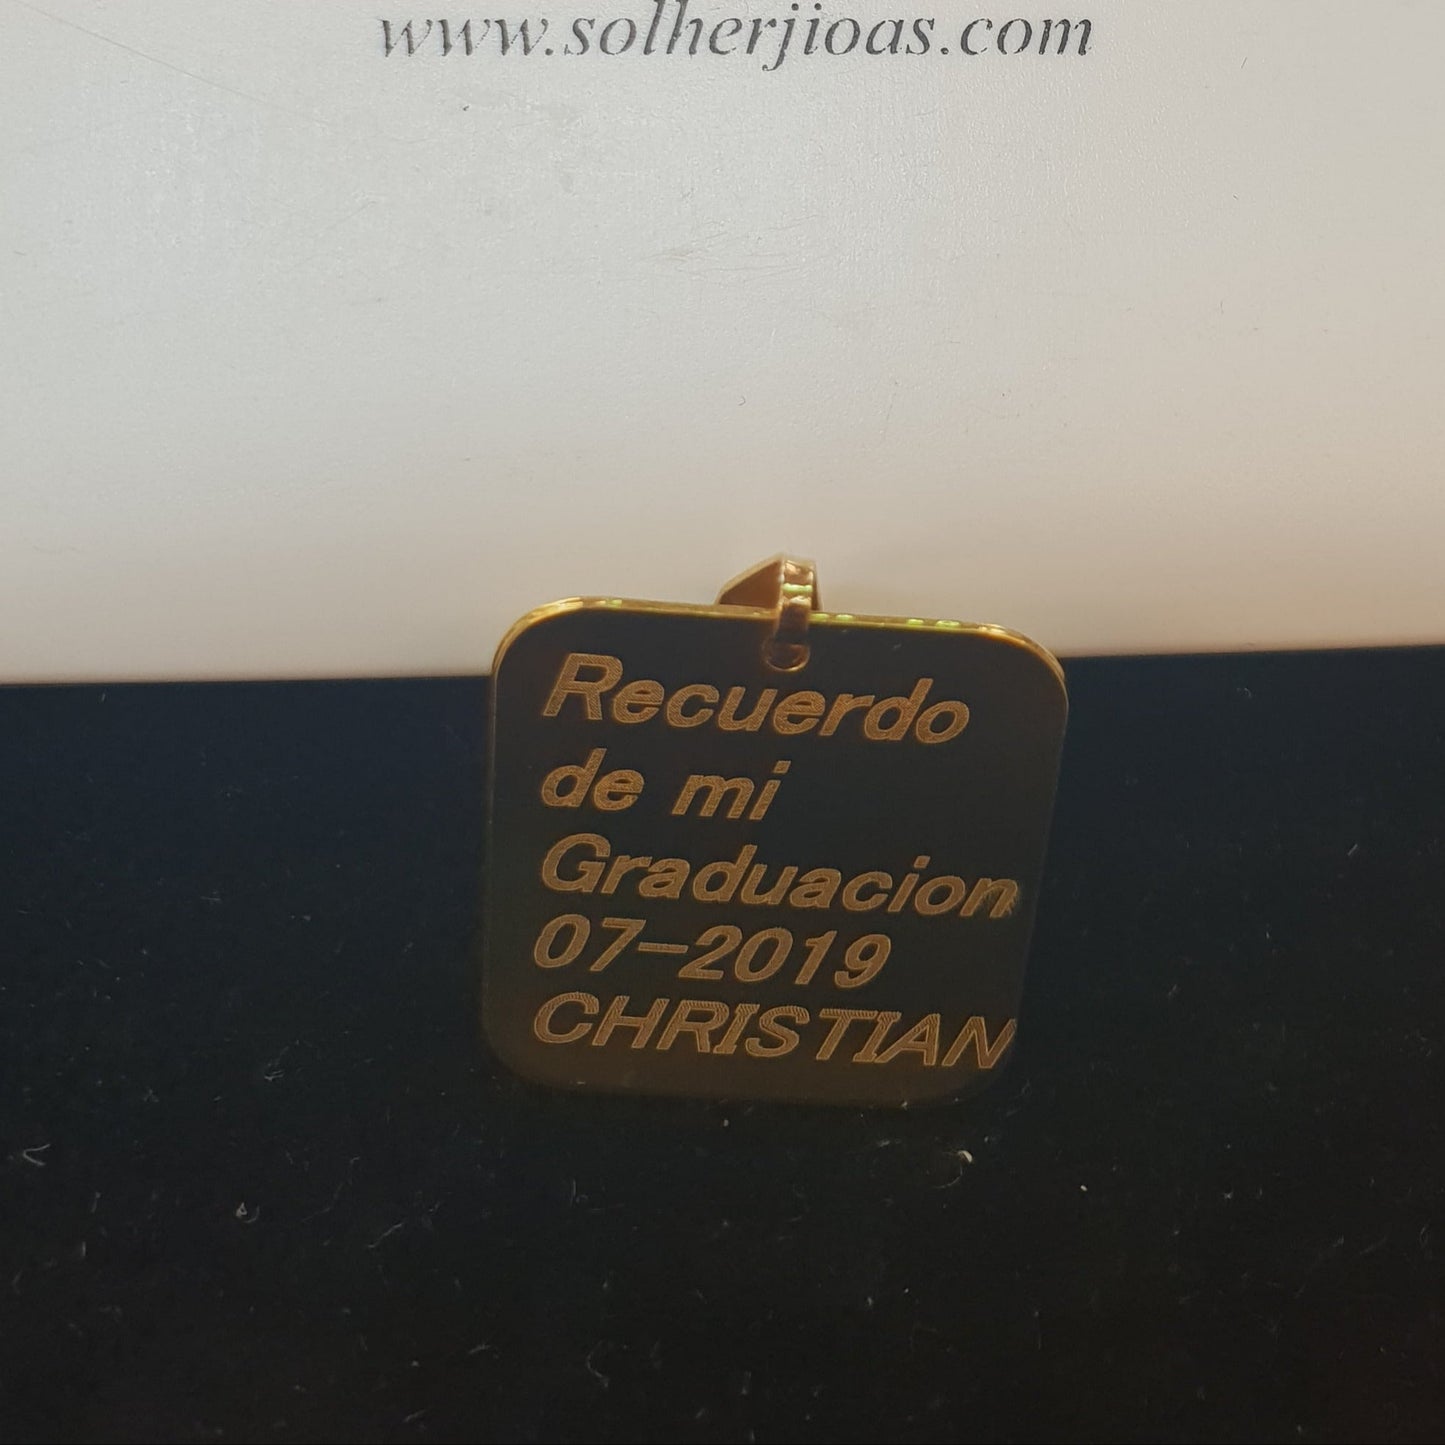 www.solherjioas.com
Recuerdo
de mi
Graduacion
07-2019
CHRISTIAN